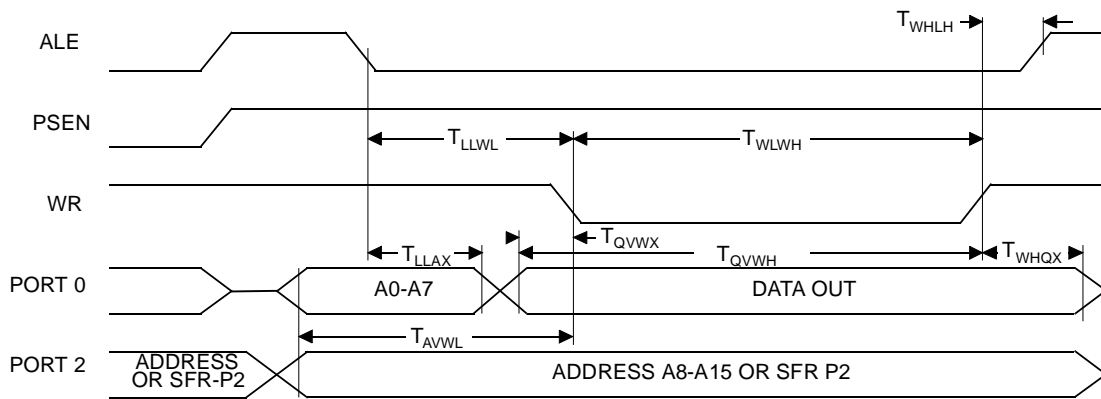 T_WHLH
ALE
PSEN
T_LLWL
T_WLWH
WR
T_QVWX
T_LLAX
T_QVWH
T_WHQX
PORT 0
A0-A7
DATA OUT
T_AVWL
PORT 2
ADDRESS
OR SFR-P2
ADDRESS A8-A15 OR SFR P2